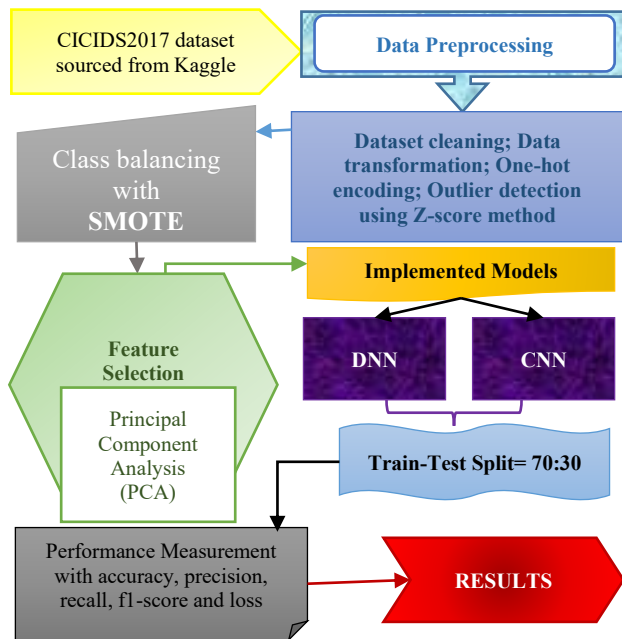 CICIDS2017 dataset
sourced from Kaggle
Data Preprocessing
Dataset cleaning; Data
transformation; One-hot
encoding; Outlier detection
using Z-score method
Class balancing
with
SMOTE
Feature
Selection
Principal
Component
Analysis
(PCA)
Implemented Models
DNN
CNN
Train-Test Split= 70:30
Performance Measurement
with accuracy, precision,
recall, f1-score and loss
RESULTS